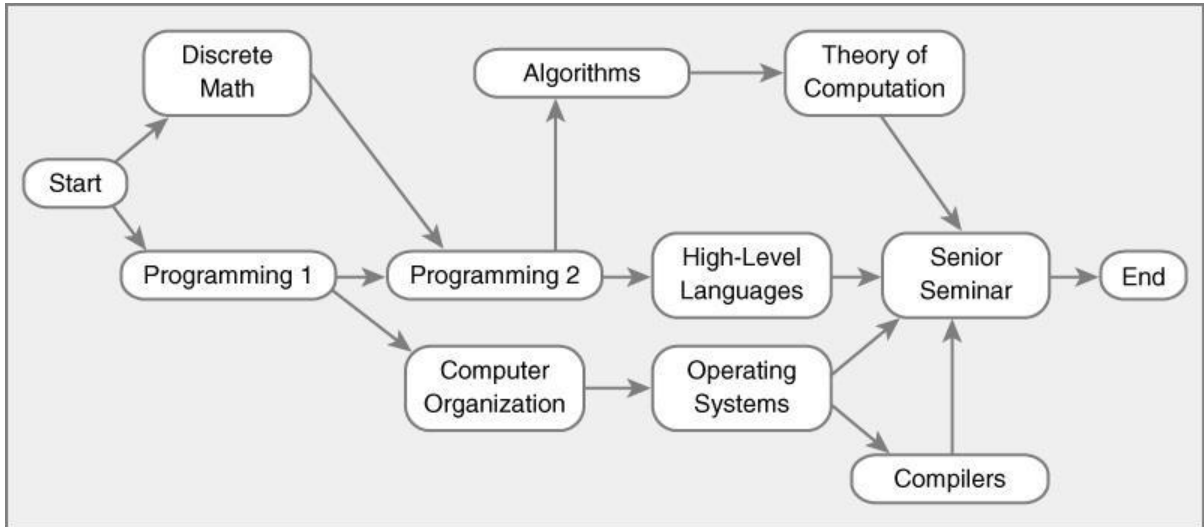 Discrete
Math
Algorithms
Theory of
Computation
Start
Programming 1
Programming 2
High-Level
Languages
Senior
Seminar
End
Computer
Organization
Operating
Systems
Compilers